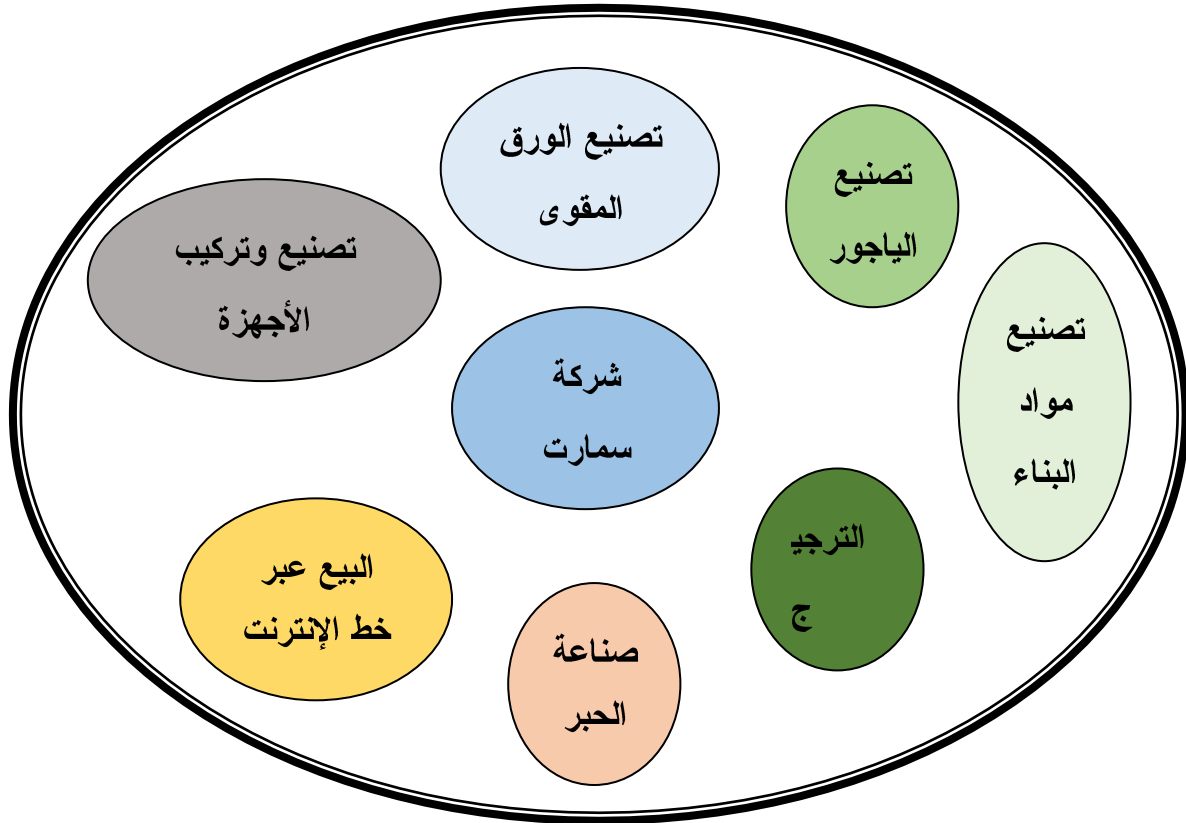 تصنيع الورق
المقوى
تصنيع
الياجور
تصنيع وتركيب
الأجهزة
تصنيع
مواد
البناء
شركة
سمارت
الترجيـ
ج
البيع عبر
خط الإنترنت
صناعة
الحبر